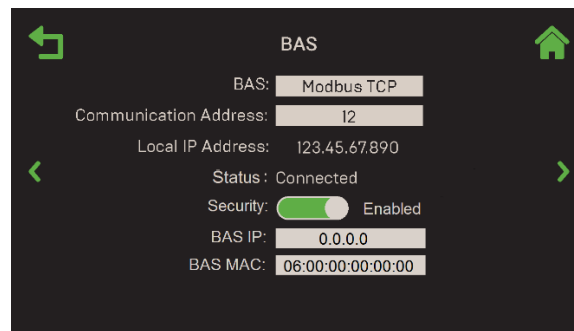 BAS
BAS: Modbus TCP
Communication Address: 12
Local IP Address: 123.45.67.890
Status : Connected
Security: Enabled
BAS IP: 0.0.0.0
BAS MAC: 06:00:00:00:00:00